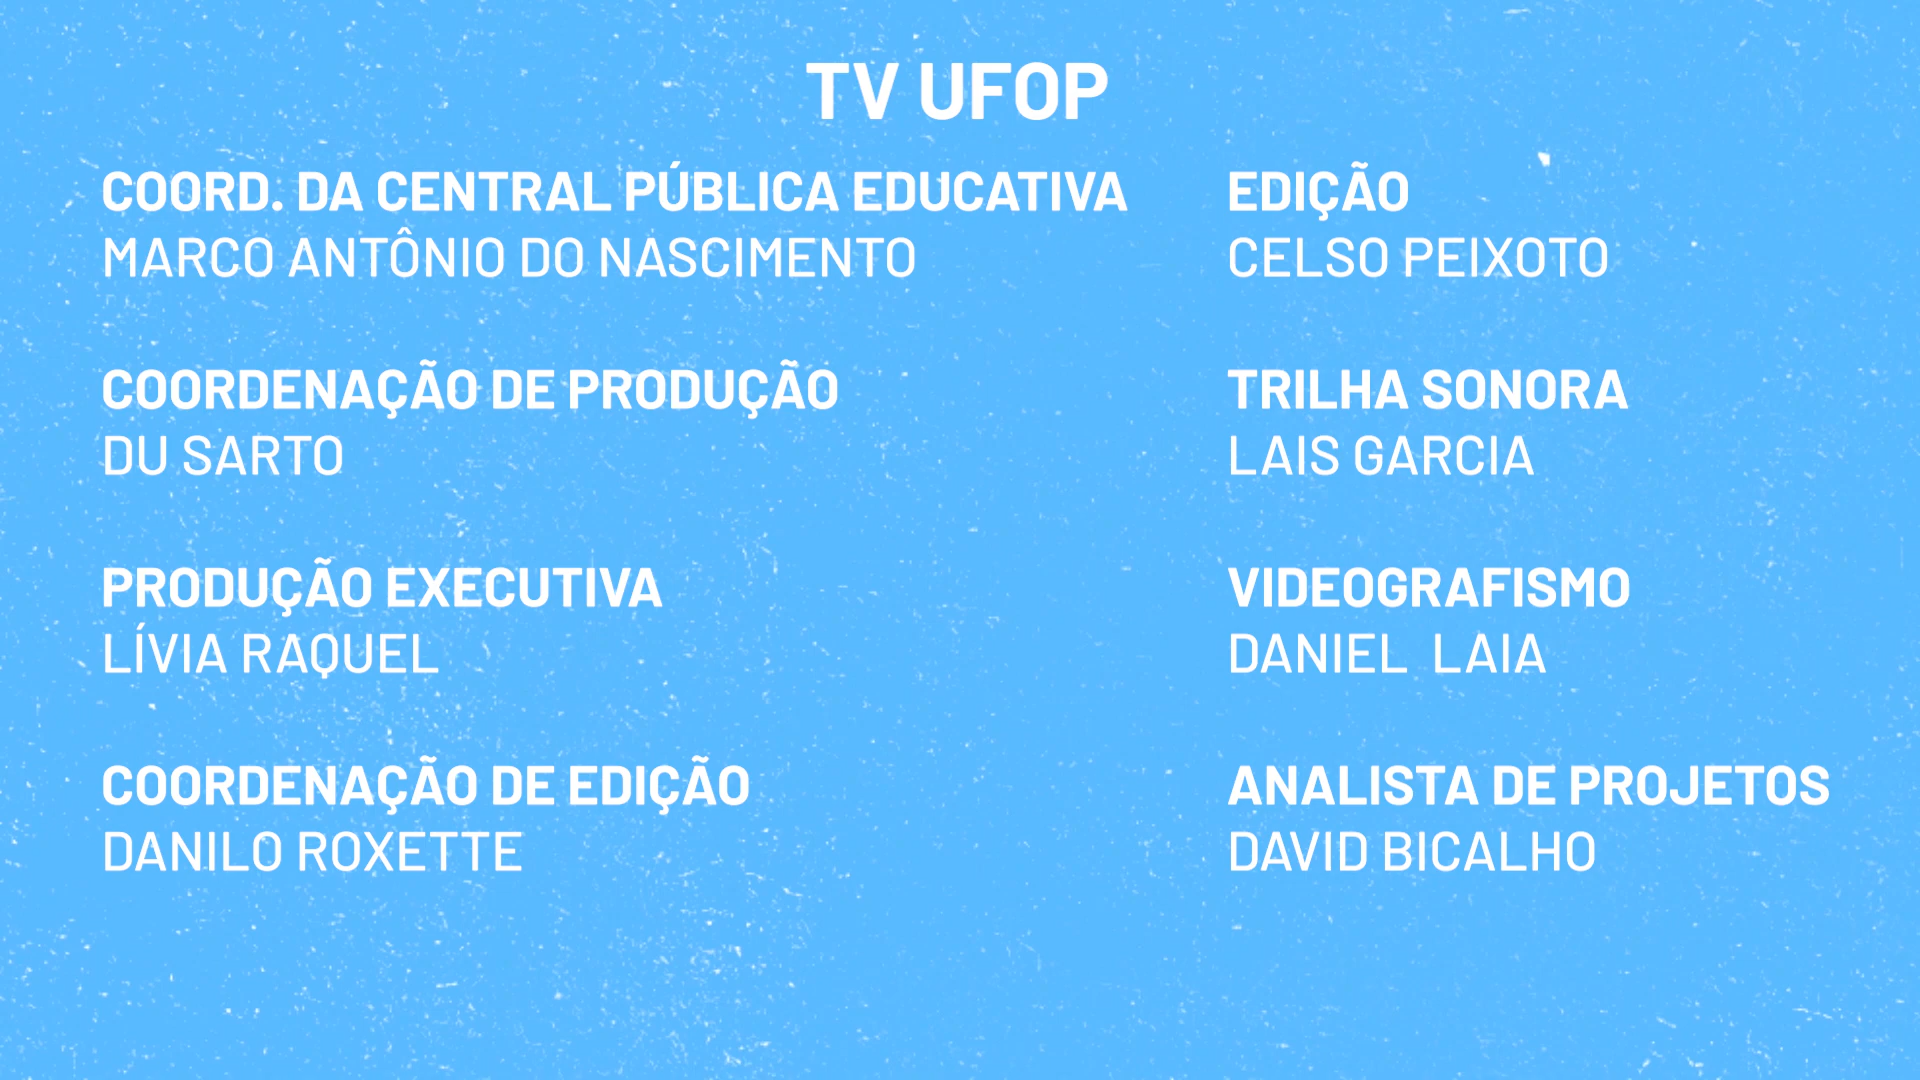 TV UFOP
COORD. DA CENTRAL PÚBLICA EDUCATIVA
MARCO ANTÔNIO DO NASCIMENTO
COORDENAÇÃO DE PRODUÇÃO
DU SARTO
PRODUÇÃO EXECUTIVA
LÍVIA RAQUEL
COORDENAÇÃO DE EDIÇÃO
DANILO ROXETTE
EDIÇÃO
CELSO PEIXOTO
TRILHA SONORA
LAIS GARCIA
VIDEOGRAFISMO
DANIEL  LAIA
ANALISTA DE PROJETOS
DAVID BICALHO